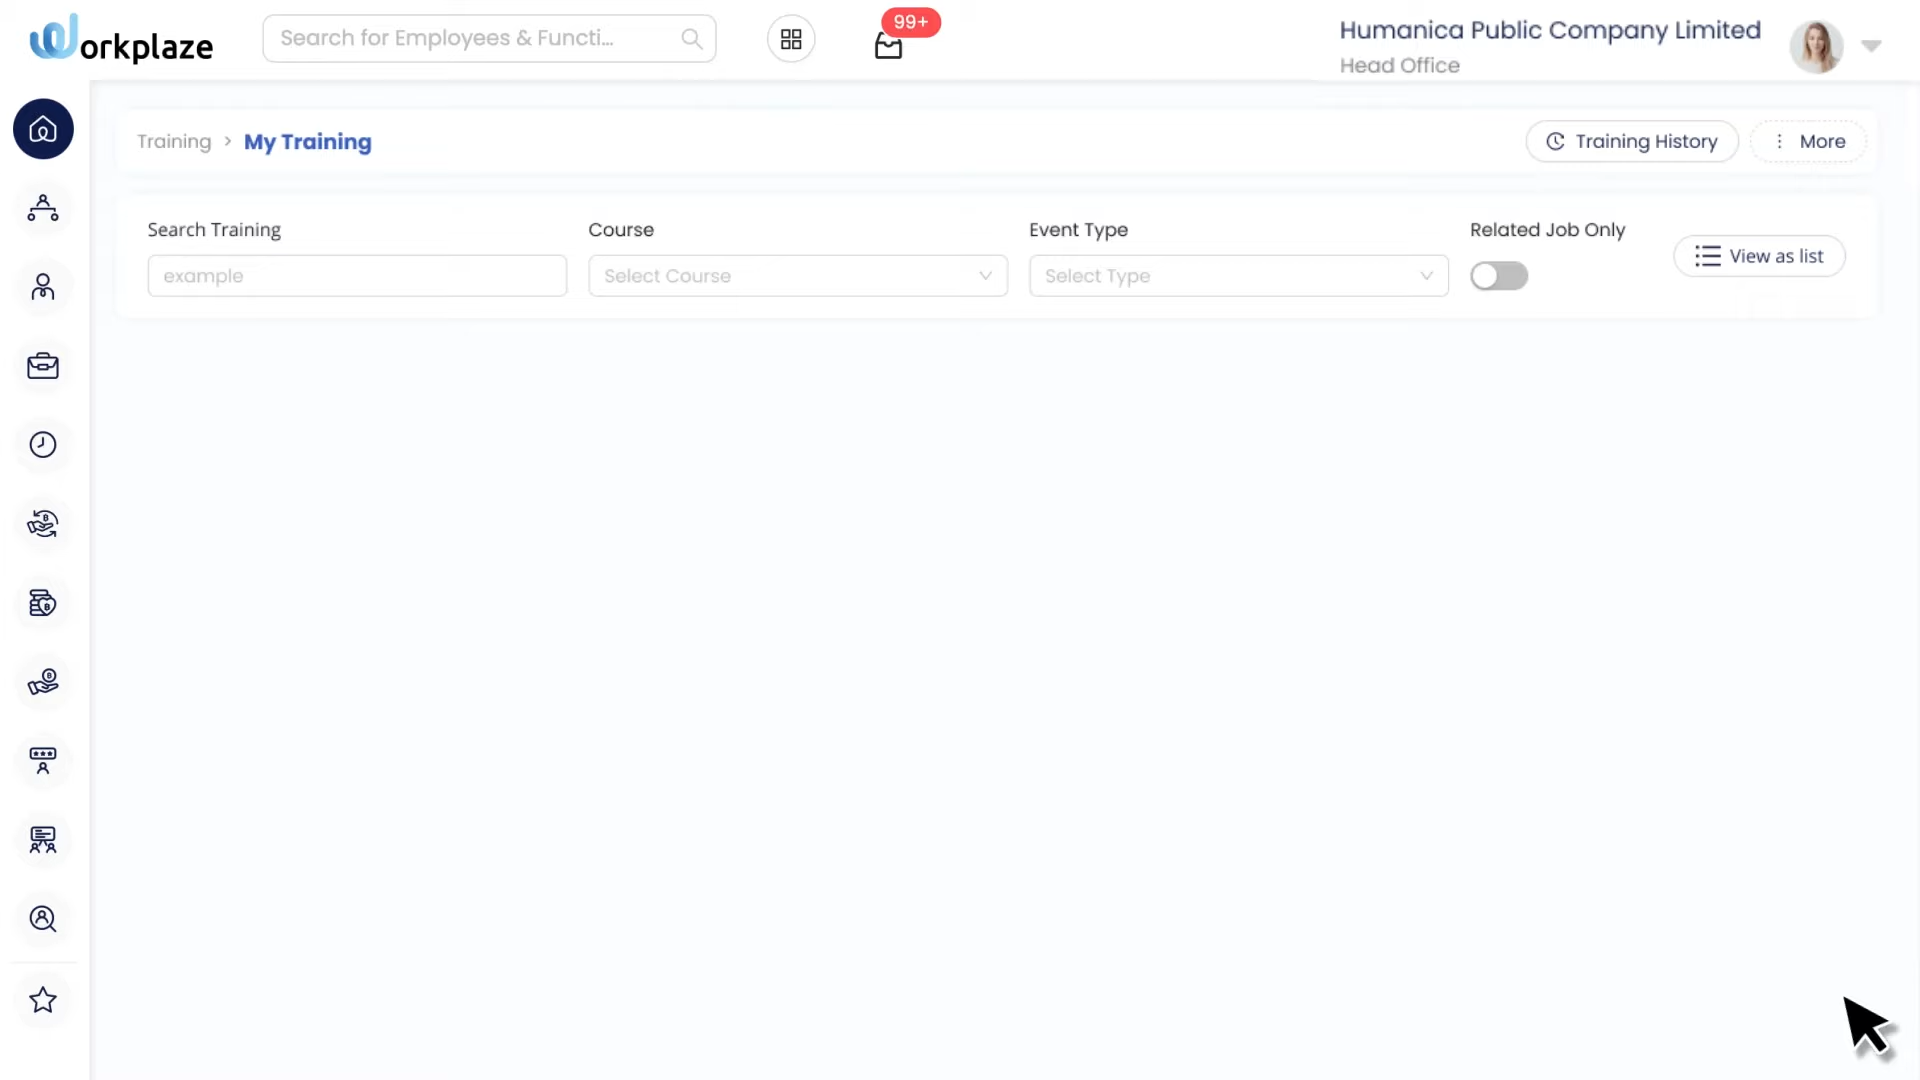 Workplaze
Search for Employees & Functi...
99+
Humanica Public Company Limited
Head Office
Training > My Training
Training History
More
Search Training
Course
Event Type
Related Job Only
example
Select Course
Select Type
View as list